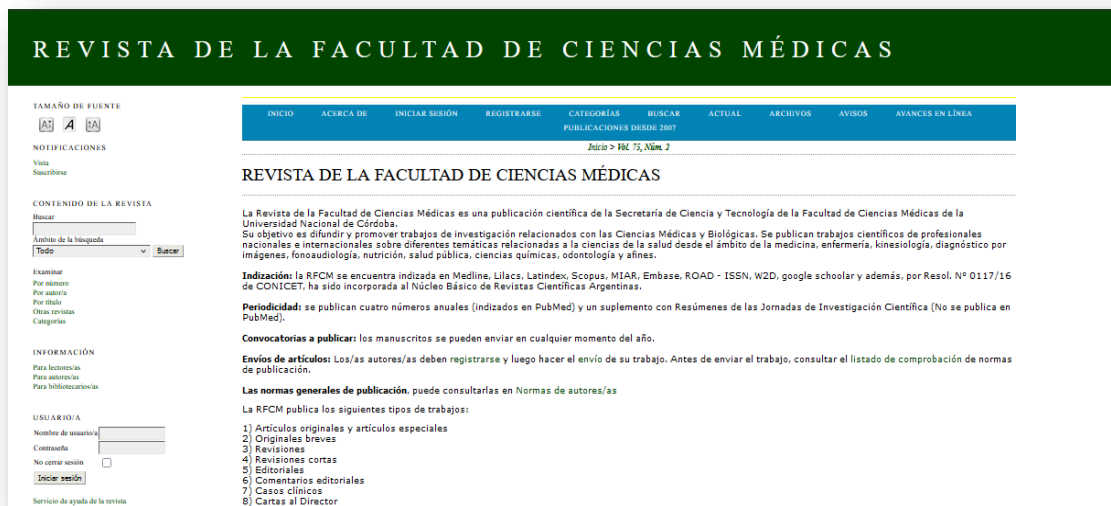 REVISTA DE LA FACULTAD DE CIENCIAS MÉDICAS
TAMAÑO DE FUENTE
NOTIFICACIONES
Vista
Suscribirse
CONTENIDO DE LA REVISTA
Buscar
Ámbito de la búsqueda
Todo
Buscar
Examinar
Por número
Por autor/a
Por título
Otras revistas
Categorías
INFORMACIÓN
Para lectores/as
Para autores/as
Para bibliotecarios/as
USUARIO/A
Nombre de usuario/a
Contraseña
No cerrar sesión
Iniciar sesión
Servicio de ayuda de la revista
INICIO ACERCA DE INICIAR SESIÓN REGISTRARSE CATEGORÍAS BUSCAR ACTUAL ARCHIVOS AVISOS AVANCES EN LÍNEA
PUBLICACIONES DESDE 2007
Inicio > Vol. 75, Núm. 2
REVISTA DE LA FACULTAD DE CIENCIAS MÉDICAS
La Revista de la Facultad de Ciencias Médicas es una publicación científica de la Secretaría de Ciencia y Tecnología de la Facultad de Ciencias Médicas de la
Universidad Nacional de Córdoba.
Su objetivo es difundir y promover trabajos de investigación relacionados con las Ciencias Médicas y Biológicas. Se publican trabajos científicos de profesionales
nacionales e internacionales sobre diferentes temáticas relacionadas a la ciencias de la salud desde el ámbito de la medicina, enfermería, kinesiología, diagnóstico por
imágenes, fonoaudiología, nutrición, salud pública, ciencias químicas, odontología y afines.
Indización: la RFCM se encuentra indizada en Medline, Lilacs, Latindex, Scopus, MIAR, Embase, ROAD - ISSN, W2D, google schoolar y además, por Resol. Nº 0117/16
de CONICET, ha sido incorporada al Núcleo Básico de Revistas Científicas Argentinas.
Periodicidad: se publican cuatro números anuales (indizados en PubMed) y un suplemento con Resúmenes de las Jornadas de Investigación Científica (No se publica en
PubMed).
Convocatorias a publicar: los manuscritos se pueden enviar en cualquier momento del año.
Envíos de artículos: Los/as autores/as deben registrarse y luego hacer el envío de su trabajo. Antes de enviar el trabajo, consultar el listado de comprobación de normas
de publicación.
Las normas generales de publicación, puede consultarlas en Normas de autores/as
La RFCM publica los siguientes tipos de trabajos:
1) Artículos originales y artículos especiales
2) Originales breves
3) Revisiones
4) Revisiones cortas
5) Editoriales
6) Comentarios editoriales
7) Casos clínicos
8) Cartas al Director